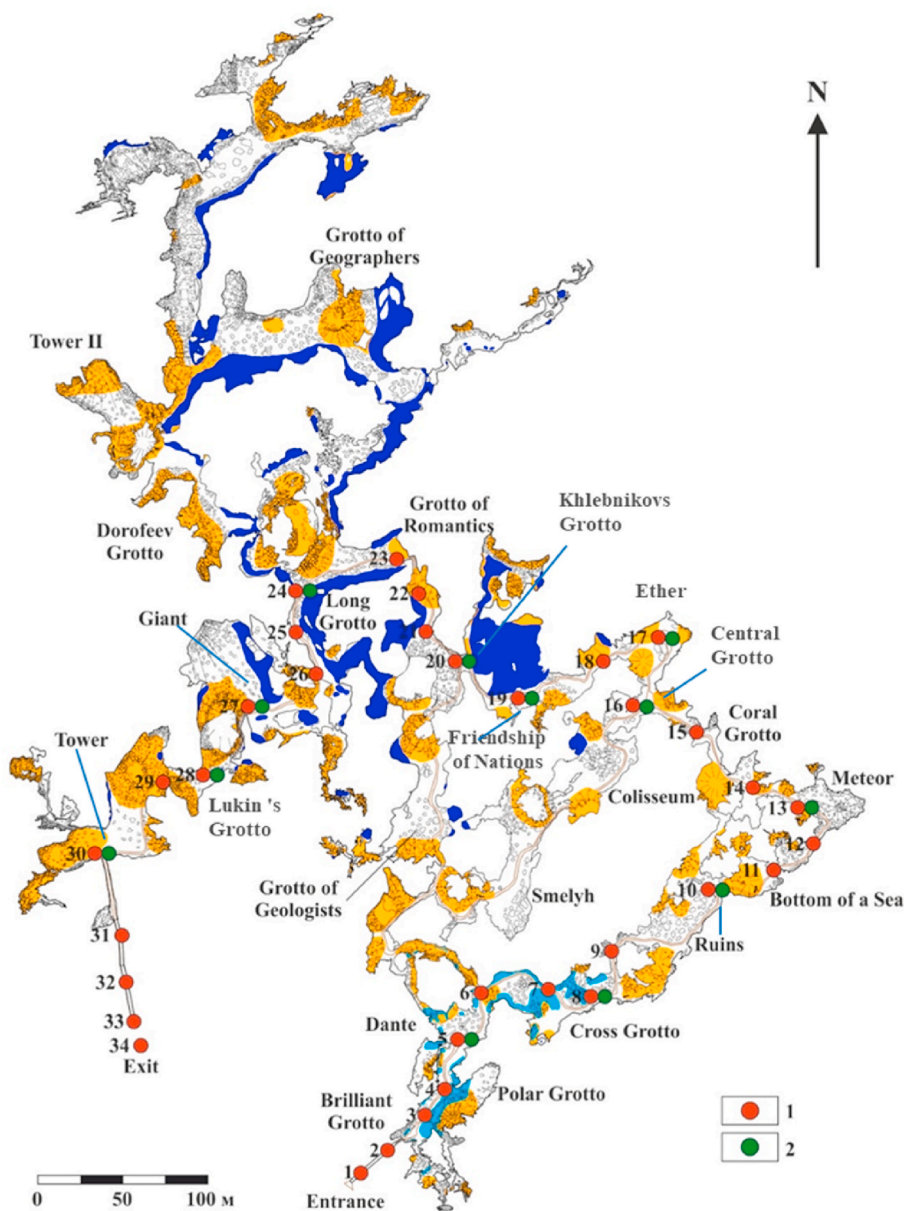 N
Grotto of
Geographers
Tower II
Dorofeev
Grotto
Grotto of
Romantics
Khlebnikovs
Grotto
23
24
Long
Grotto
22
Ether
Giant
25
21
17
Central
Grotto
20
18
26
27
19
16
Friendship
of Nations
15
Coral
Grotto
Tower
29
28
Lukin 's
Grotto
Colisseum
14
Meteor
13
30
12
Grotto of
Geologists
Smelyh
11
10
Bottom of a Sea
Ruins
31
9
32
6
7
8
33
Dante
Cross Grotto
34
Exit
5
4
Polar Grotto
Brilliant
Grotto
3
1
2
2
1
Entrance
0 50 100 м